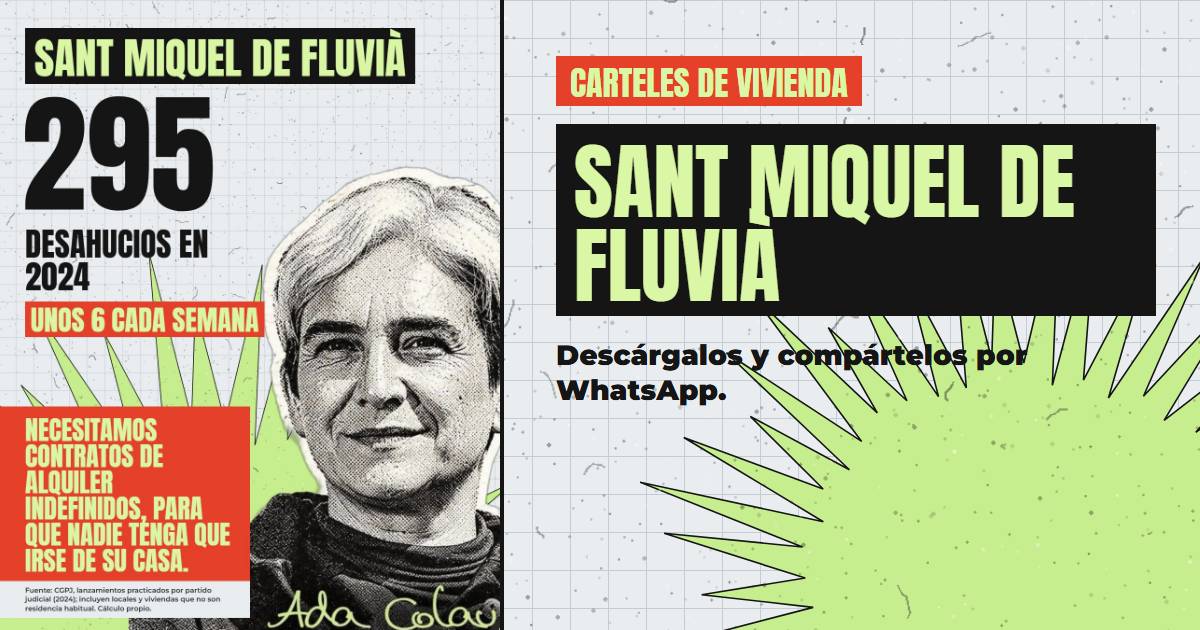 SANT MIQUEL DE FLUVIÀ
295
DESAHUCIOS EN
2024
UNOS 6 CADA SEMANA
NECESITAMOS
CONTRATOS DE
ALQUILER
INDEFINIDOS, PARA
QUE NADIE TENGA QUE
IRSE DE SU CASA.
Fuente: CGPJ, lanzamientos practicados por partido
judicial (2024); incluyen locales y viviendas que no son
residencia habitual. Cálculo propio.
Ada Colau
CARTELES DE VIVIENDA
SANT MIQUEL DE
FLUVIÀ
Descárgalos y compártelos por
WhatsApp.